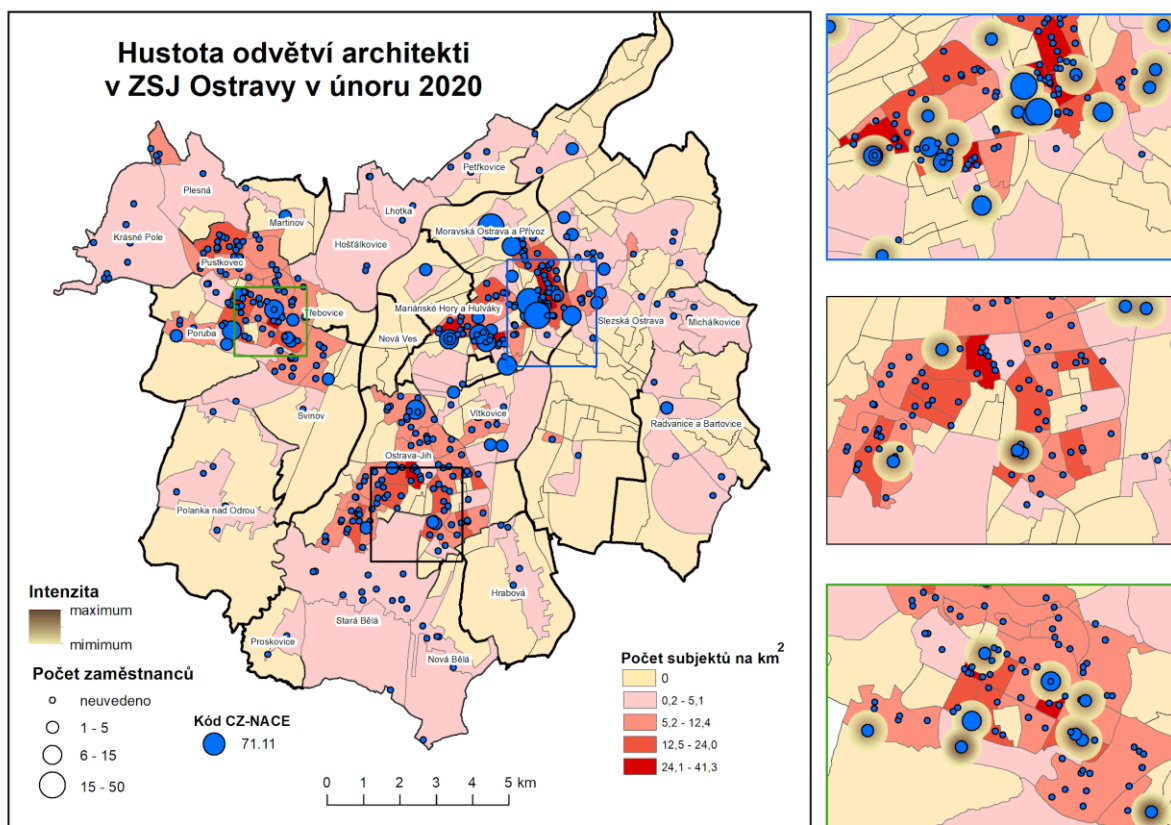 Hustota odvětví architekti
v ZSJ Ostravy v únoru 2020
Petřkovice
Plesná
Lhotka
Martinov
Moravská Ostrava a Přívoz
Krásné Pole
Hošťálkovice
Pustkovec
Mariánské Hory a Hulváky
Třebovice
Slezská Ostrava
Michálkovice
Poruba
Nová Ves
Svinov
Vítkovice
Radvanice a Bartovice
Ostrava-Jih
Polanka nad Odrou
Hrabová
Stará Bělá
Proskovice
Nová Bělá
Intenzita
maximum
mimimum
Počet zaměstnanců
neuvedeno
1 - 5
6 - 15
15 - 50
Kód CZ-NACE
71.11
0 1 2 3 4 5 km
Počet subjektů na km2
0
0,2 - 5,1
5,2 - 12,4
12,5 - 24,0
24,1 - 41,3